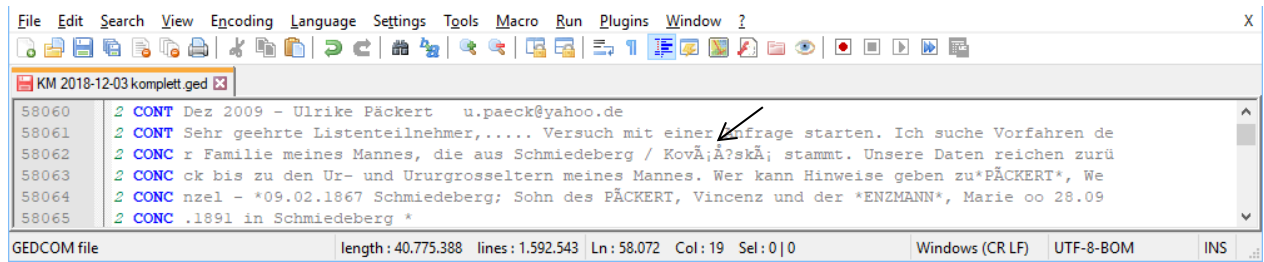 File Edit Search View Encoding Language Settings Tools Macro Run Plugins Window ? X
KM 2018-12-03 komplett.ged
58060 2 CONT Dez 2009 - Ulrike Päckert u.paeck@yahoo.de
58061 2 CONT Sehr geehrte Listenteilnehmer,..... Versuch mit einer Anfrage starten. Ich suche Vorfahren de
58062 2 CONC r Familie meines Mannes, die aus Schmiedeberg / KovÃ¡Å?skÃ¡ stammt. Unsere Daten reichen zurü
58063 2 CONC ck bis zu den Ur- und Ururgrosseltern meines Mannes. Wer kann Hinweise geben zu*PÃCKERT*, We
58064 2 CONC nzel - *09.02.1867 Schmiedeberg; Sohn des PÃCKERT, Vincenz und der *ENZMANN*, Marie oo 28.09
58065 2 CONC .1891 in Schmiedeberg *
GEDCOM file length : 40.775.388 lines : 1.592.543 Ln : 58.072 Col : 19 Sel : 0 | 0 Windows (CR LF) UTF-8-BOM INS